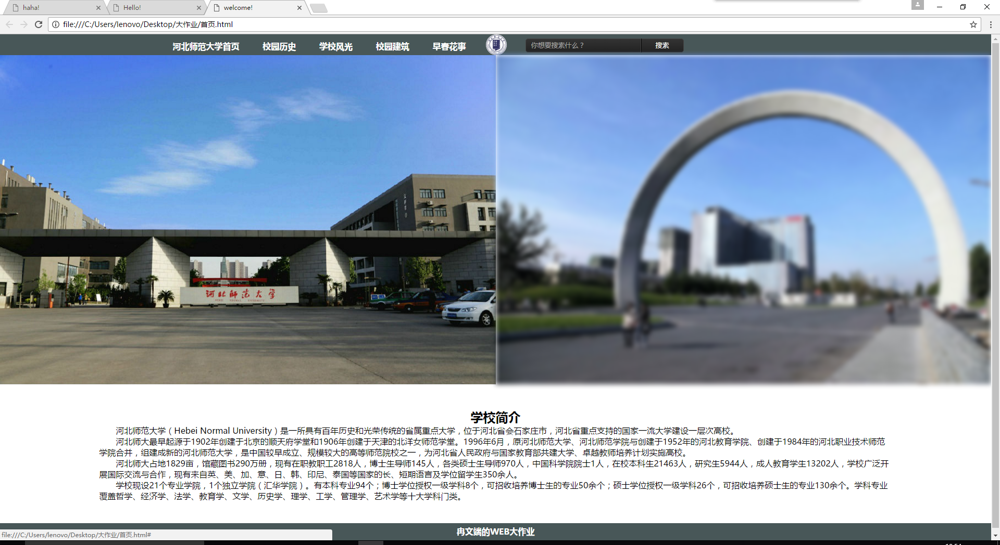 haha!
Hello!
welcome!
file:///C:/Users/lenovo/Desktop/大作业/首页.html
河北师范大学首页 校园历史 学校风光 校园建筑 早春花事 你想要搜索什么？ 搜索
河北师范大学
HEBEI NORMAL UNIVERSITY
学校简介
河北师范大学（Hebei Normal University）是一所具有百年历史和光荣传统的省属重点大学，位于河北省会石家庄市，河北省重点支持的国家一流大学建设一层次高校。
河北师大最早起源于1902年创建于北京的顺天府学堂和1906年创建于天津的北洋女师范学堂。1996年6月，原河北师范大学、河北师范学院与创建于1952年的河北教育学院、创建于1984年的河北职业技术师范
学院合并，组建成新的河北师范大学，是中国较早成立、规模较大的高等师范院校之一，为河北省人民政府与国家教育部共建大学、卓越教师培养计划实施高校。
河北师大占地1829亩，馆藏图书290万册，现有在职教职工2818人，博士生导师145人，各类硕士生导师970人，中国科学院院士1人，在校本科生21463人，研究生5944人，成人教育学生13202人，学校广泛开
展国际交流与合作，现有来自英、美、加、意、日、韩、印尼、泰国等国家的长、短期语言及学位留学生350余人。
学校现设21个专业学院，1个独立学院（汇华学院）。有本科专业94个；博士学位授权一级学科8个，可招收培养博士生的专业50余个；硕士学位授权一级学科26个，可招收培养硕士生的专业130余个。学科专业
覆盖哲学、经济学、法学、教育学、文学、历史学、理学、工学、管理学、艺术学等十大学科门类。
冉文端的WEB大作业
file:///C:/Users/lenovo/Desktop/大作业/首页.html#